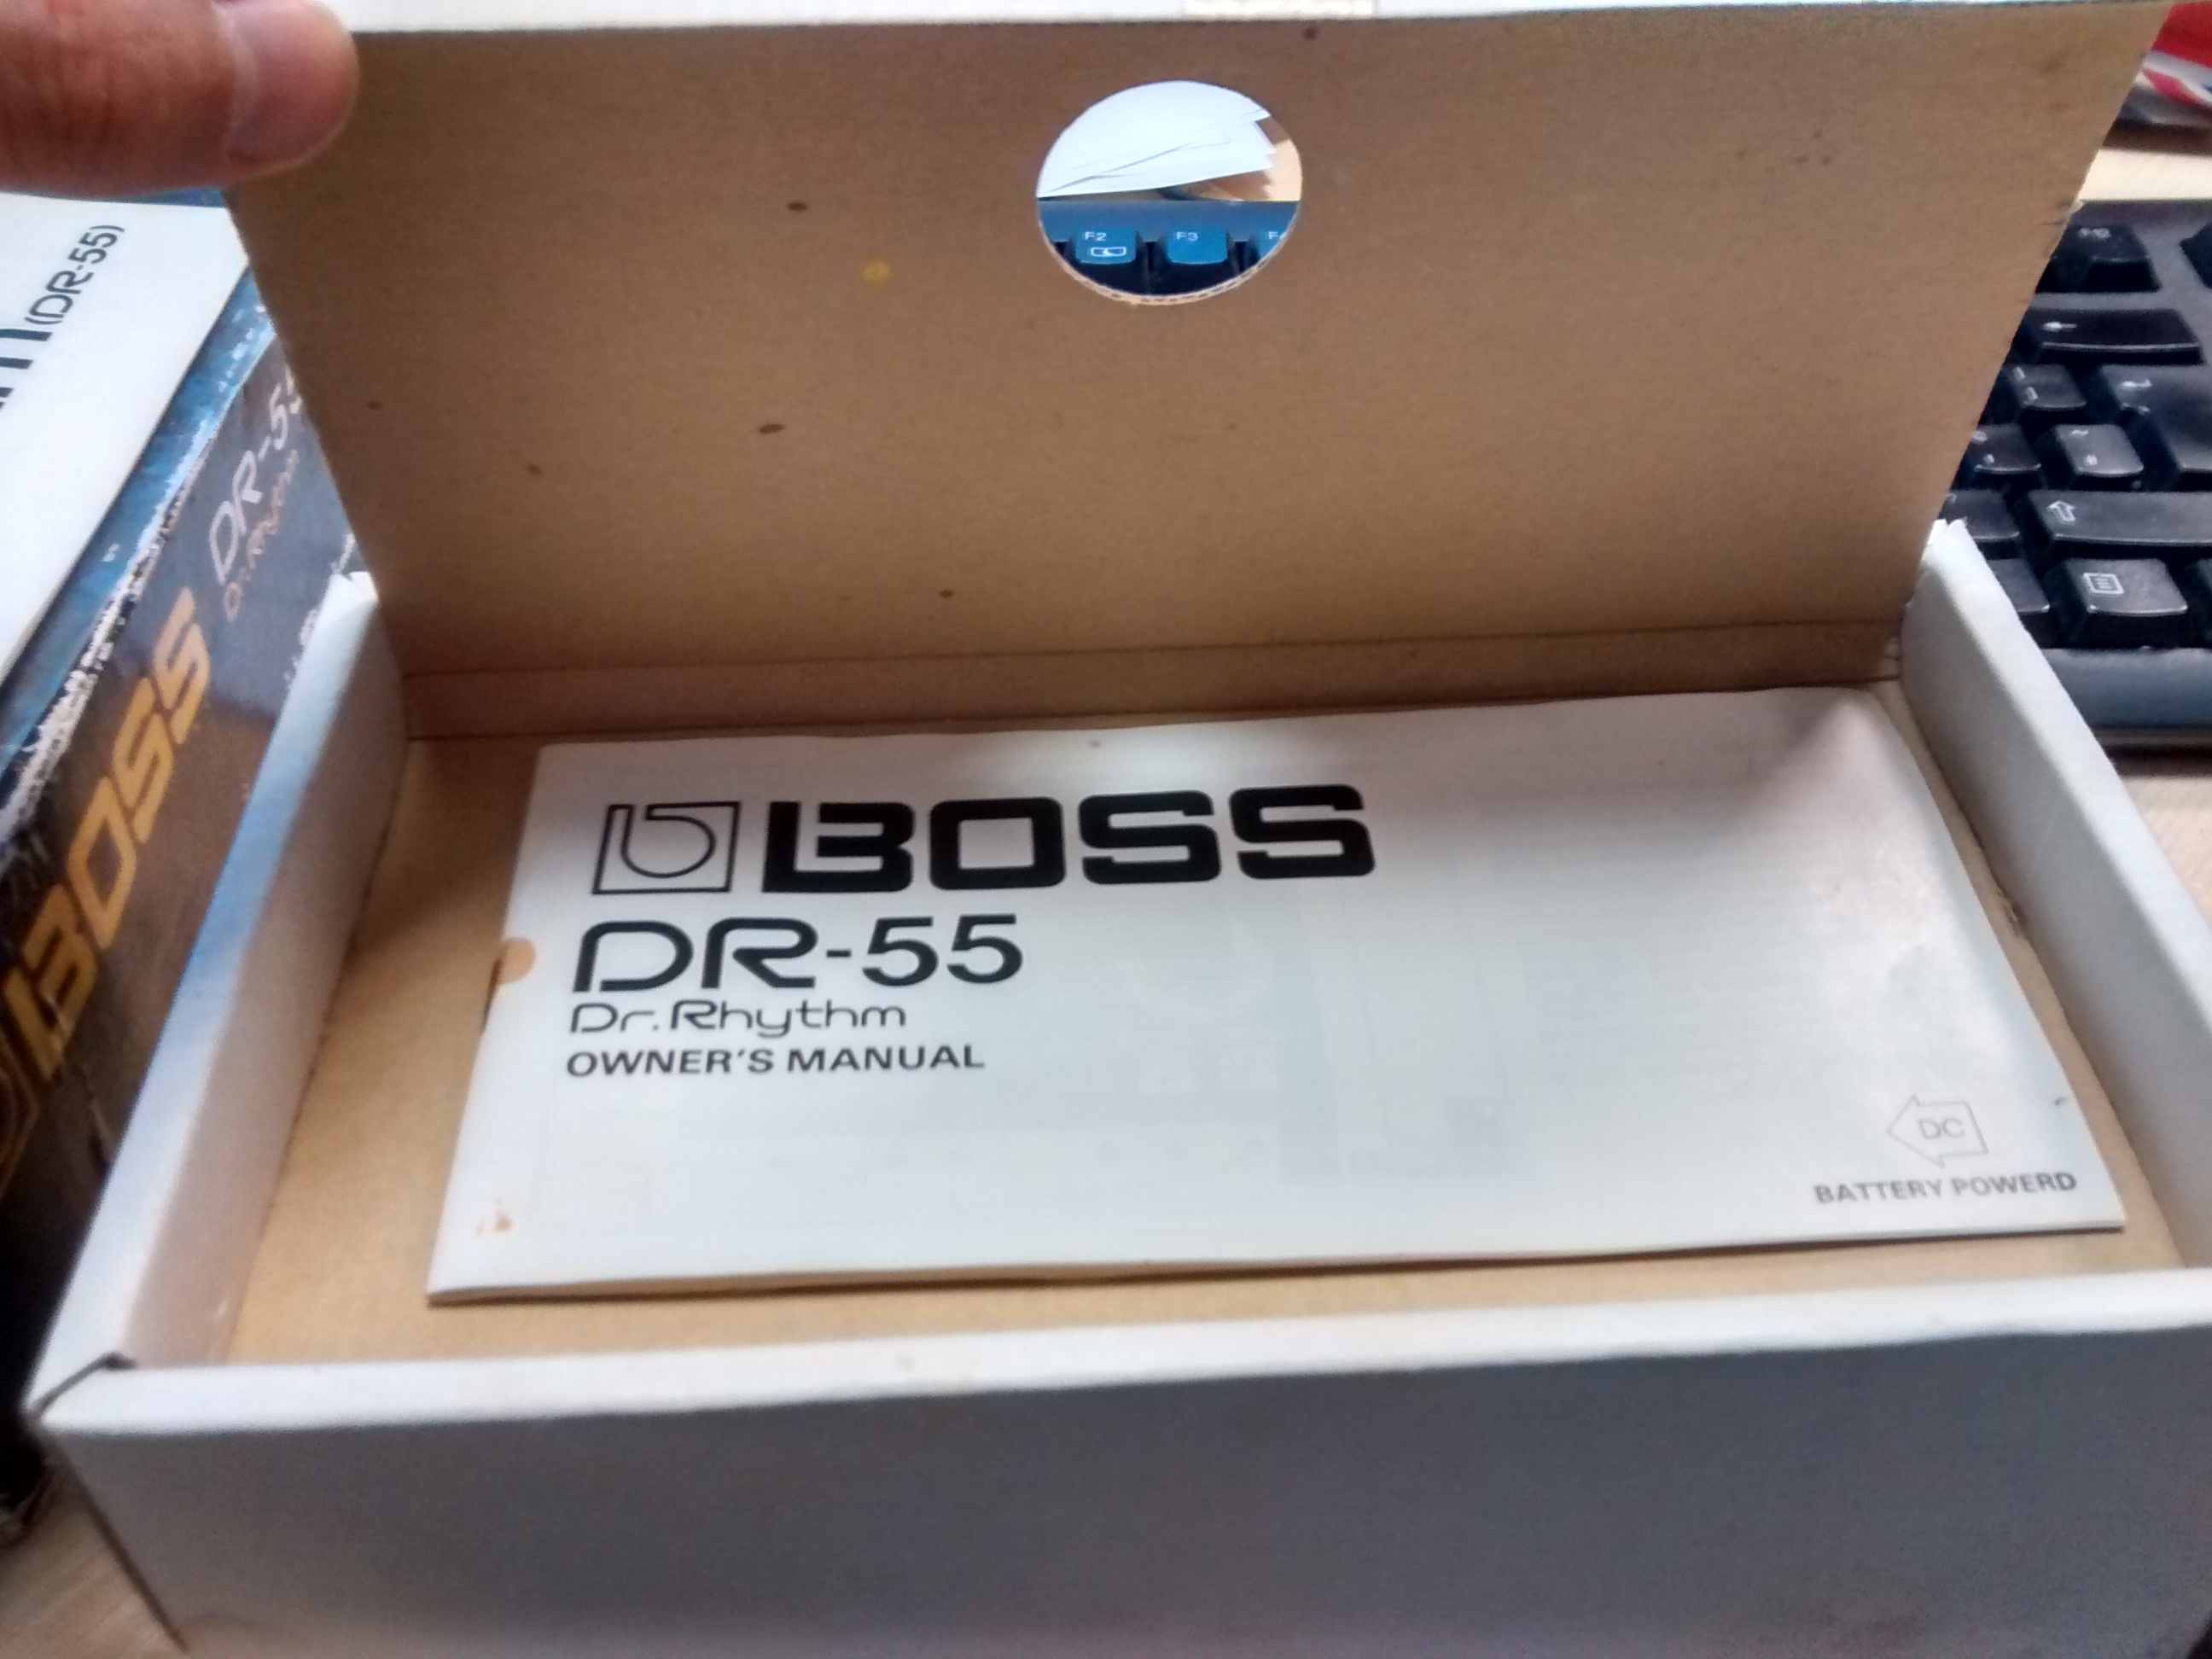 F2
F3
(DR-55)
DR-55
BOSS
BOSS
DR-55
Dr. Rhythm
OWNER'S MANUAL
DC
BATTERY POWERD